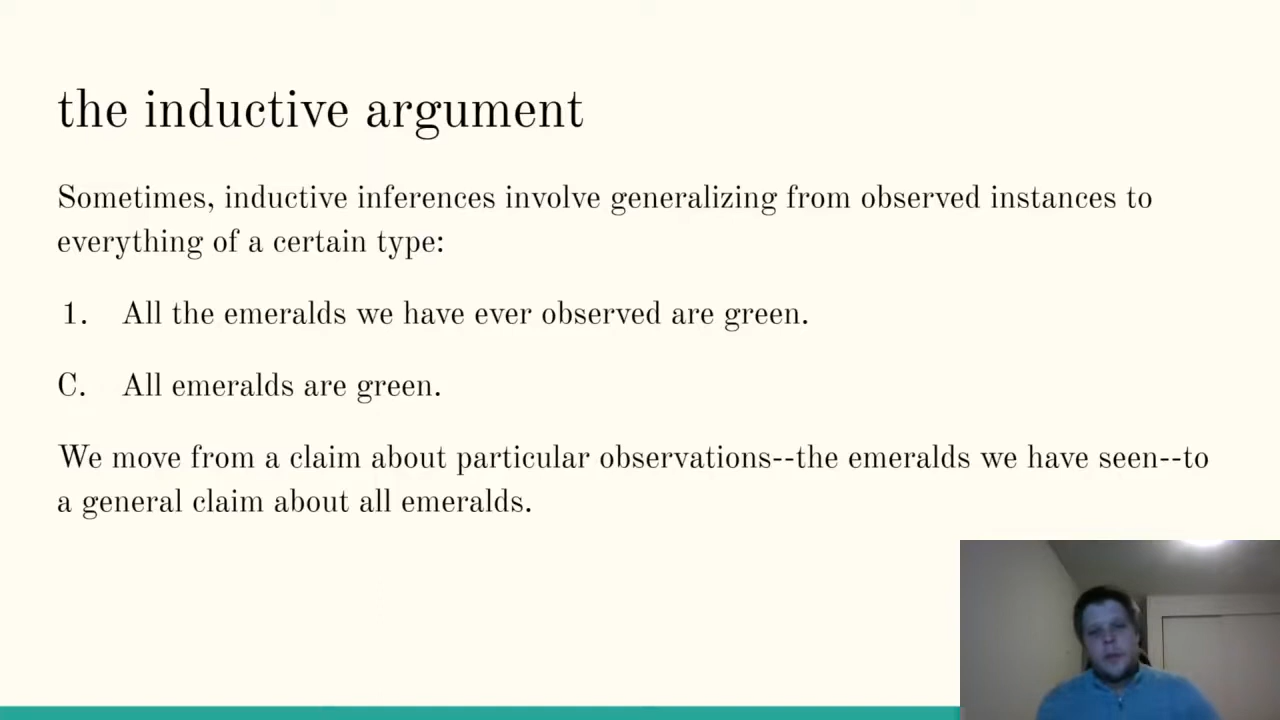 the inductive argument
Sometimes, inductive inferences involve generalizing from observed instances to
everything of a certain type:
1. All the emeralds we have ever observed are green.
C. All emeralds are green.
We move from a claim about particular observations--the emeralds we have seen--to
a general claim about all emeralds.